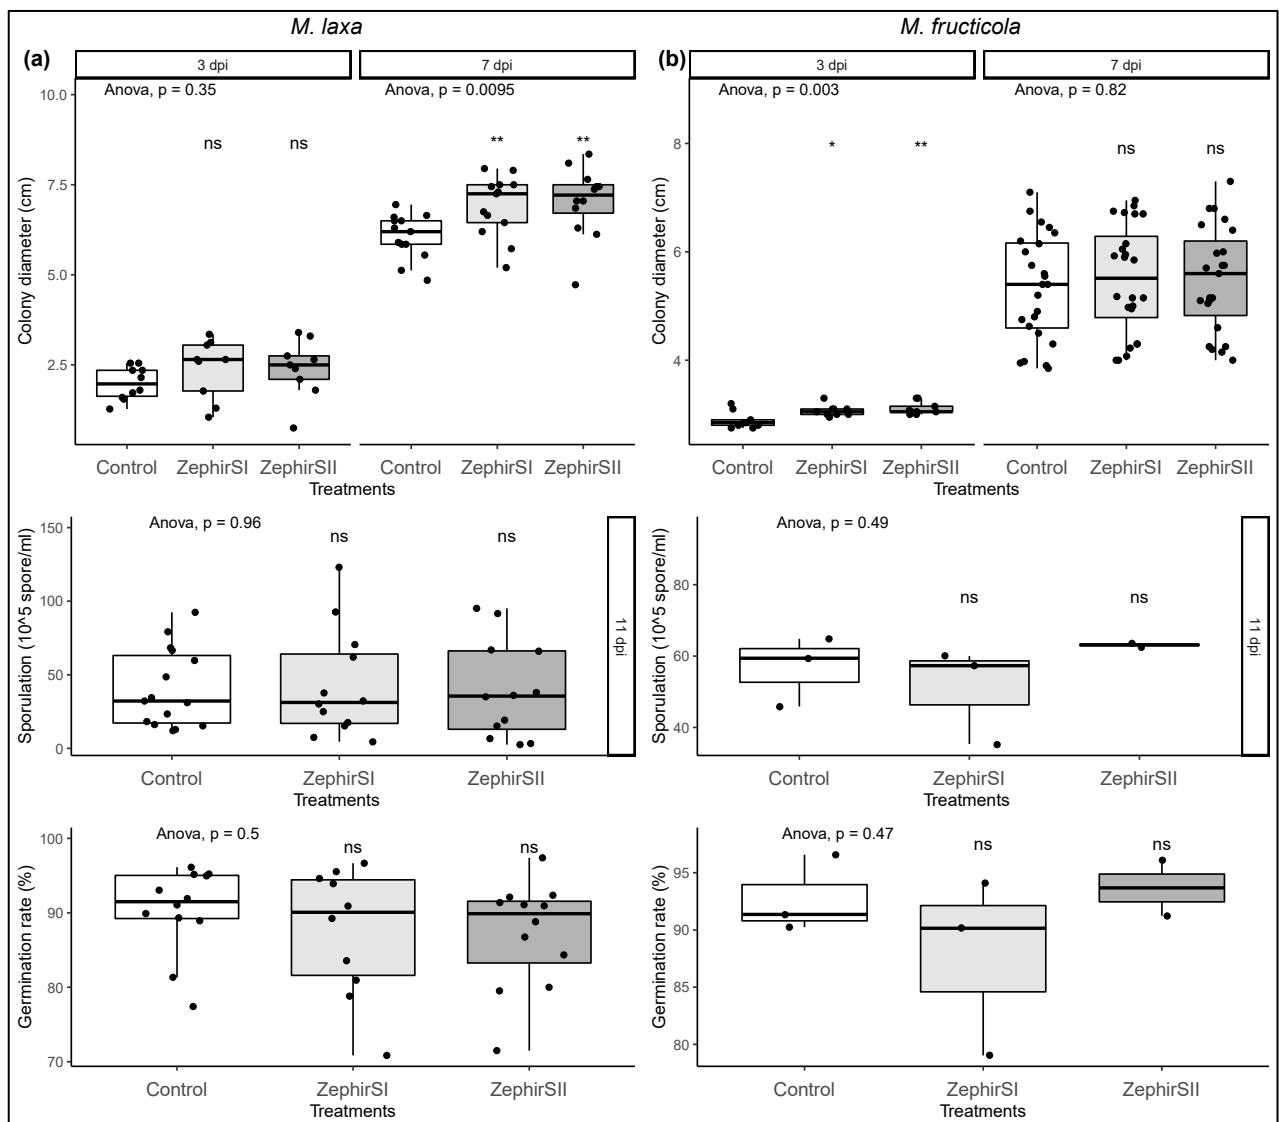 M. laxa
M. fructicola
(a)
3 dpi
7 dpi
Anova, p = 0.35
Anova, p = 0.0095
10.0
7.5
5.0
2.5
Colony diameter (cm)
ns
ns
**
**
Control
ZephirSI
ZephirSII
Control
ZephirSI
ZephirSII
Treatments
(b)
3 dpi
7 dpi
Anova, p = 0.003
Anova, p = 0.82
8
6
4
Colony diameter (cm)
*
**
ns
ns
Control
ZephirSI
ZephirSII
Control
ZephirSI
ZephirSII
Treatments
Anova, p = 0.96
150
100
50
0
Sporulation (10^5 spore/ml)
ns
ns
11 dpi
Control
ZephirSI
ZephirSII
Treatments
Anova, p = 0.49
80
60
40
Sporulation (10^5 spore/ml)
ns
ns
11 dpi
Control
ZephirSI
ZephirSII
Treatments
Anova, p = 0.5
100
90
80
70
Germination rate (%)
ns
ns
Control
ZephirSI
ZephirSII
Treatments
Anova, p = 0.47
95
90
85
80
Germination rate (%)
ns
ns
Control
ZephirSI
ZephirSII
Treatments